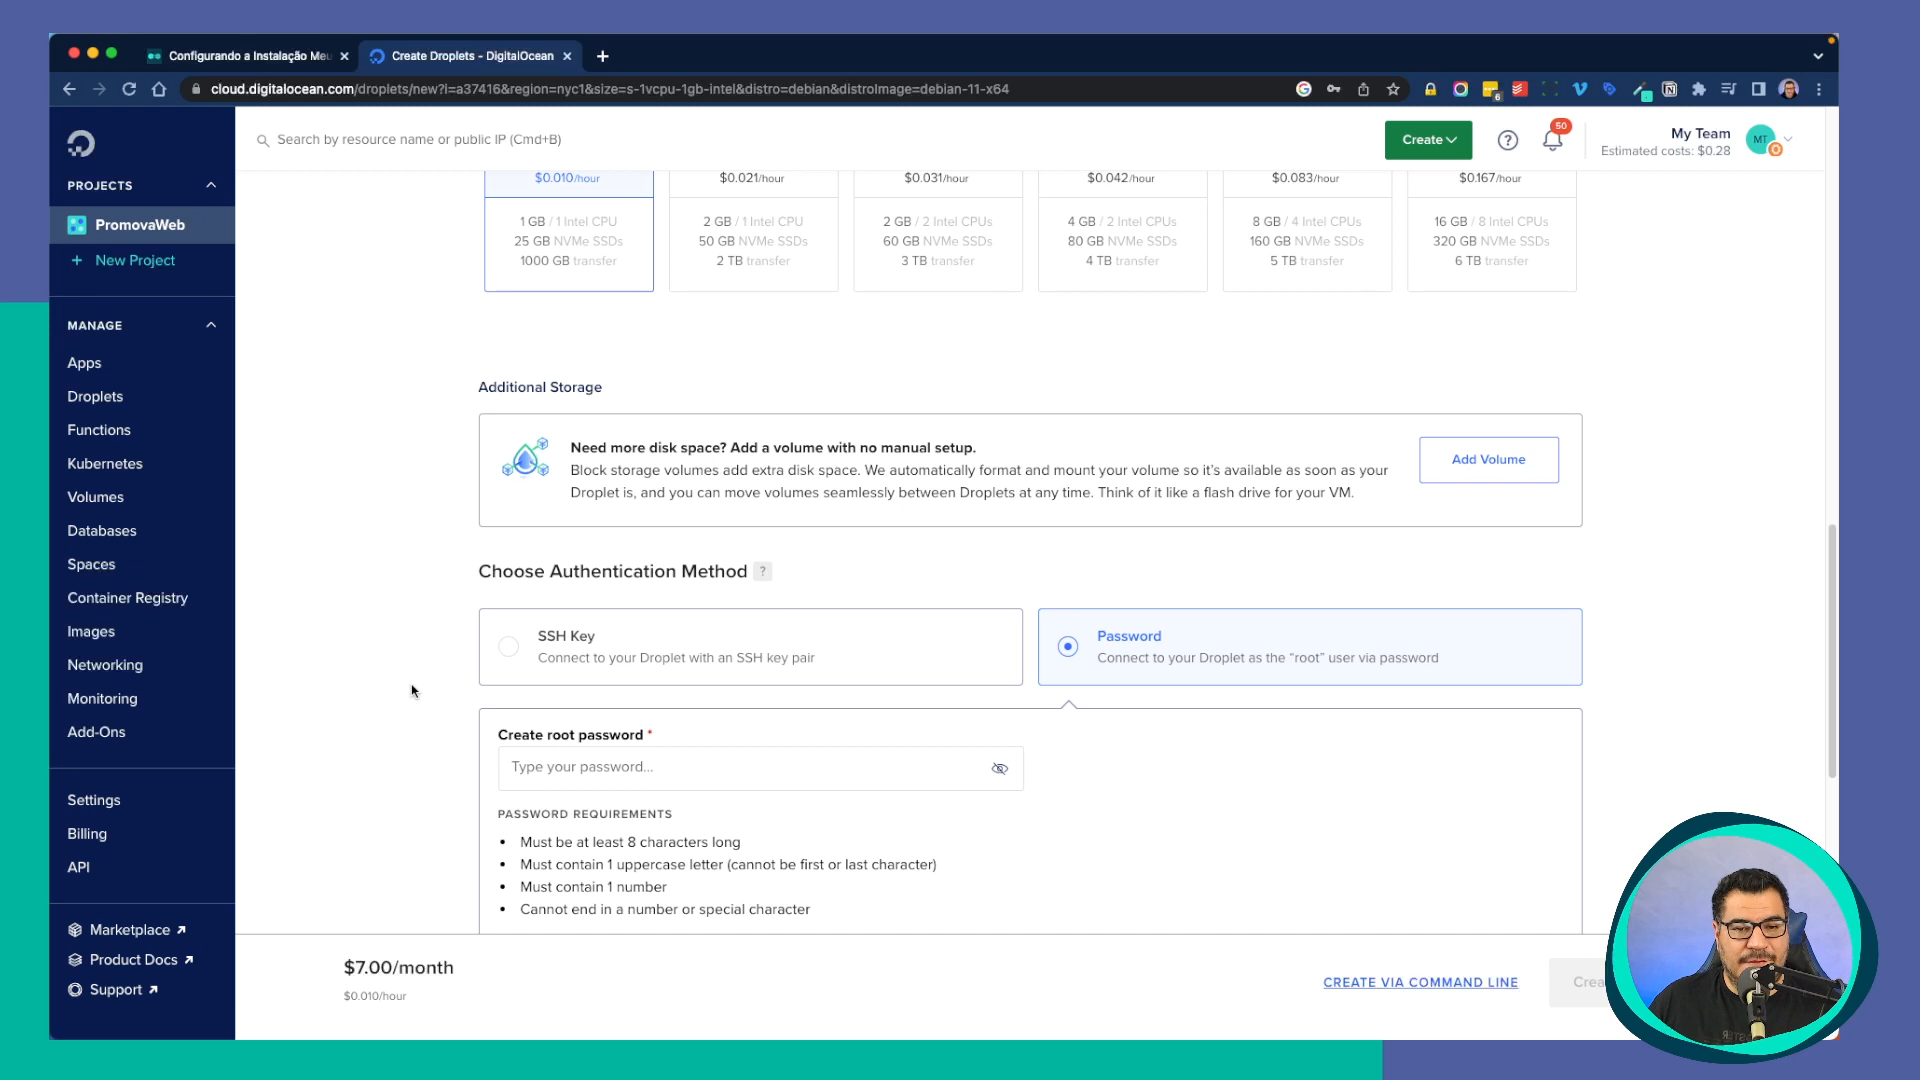 Configurando a Instalação Meu
Create Droplets - DigitalOcean
cloud.digitalocean.com/droplets/new?i=a37416&region=nyc1&size=s-1vcpu-1gb-intel&distro=debian&distroImage=debian-11-x64
6
Search by resource name or public IP (Cmd+B)
Create
?
50
My Team
Estimated costs: $0.28
MT
PROJECTS
PromovaWeb
+ New Project
MANAGE
Apps
Droplets
Functions
Kubernetes
Volumes
Databases
Spaces
Container Registry
Images
Networking
Monitoring
Add-Ons
Settings
Billing
API
Marketplace
Product Docs
Support
$0.010/hour
1 GB / 1 Intel CPU
25 GB NVMe SSDs
1000 GB transfer
$0.021/hour
2 GB / 1 Intel CPU
50 GB NVMe SSDs
2 TB transfer
$0.031/hour
2 GB / 2 Intel CPUs
60 GB NVMe SSDs
3 TB transfer
$0.042/hour
4 GB / 2 Intel CPUs
80 GB NVMe SSDs
4 TB transfer
$0.083/hour
8 GB / 4 Intel CPUs
160 GB NVMe SSDs
5 TB transfer
$0.167/hour
16 GB / 8 Intel CPUs
320 GB NVMe SSDs
6 TB transfer
Additional Storage
Need more disk space? Add a volume with no manual setup.
Block storage volumes add extra disk space. We automatically format and mount your volume so it’s available as soon as your
Droplet is, and you can move volumes seamlessly between Droplets at any time. Think of it like a flash drive for your VM.
Add Volume
Choose Authentication Method ?
SSH Key
Connect to your Droplet with an SSH key pair
Password
Connect to your Droplet as the “root” user via password
Create root password *
Type your password...
PASSWORD REQUIREMENTS
• Must be at least 8 characters long
• Must contain 1 uppercase letter (cannot be first or last character)
• Must contain 1 number
• Cannot end in a number or special character
$7.00/month
$0.010/hour
CREATE VIA COMMAND LINE
Crea